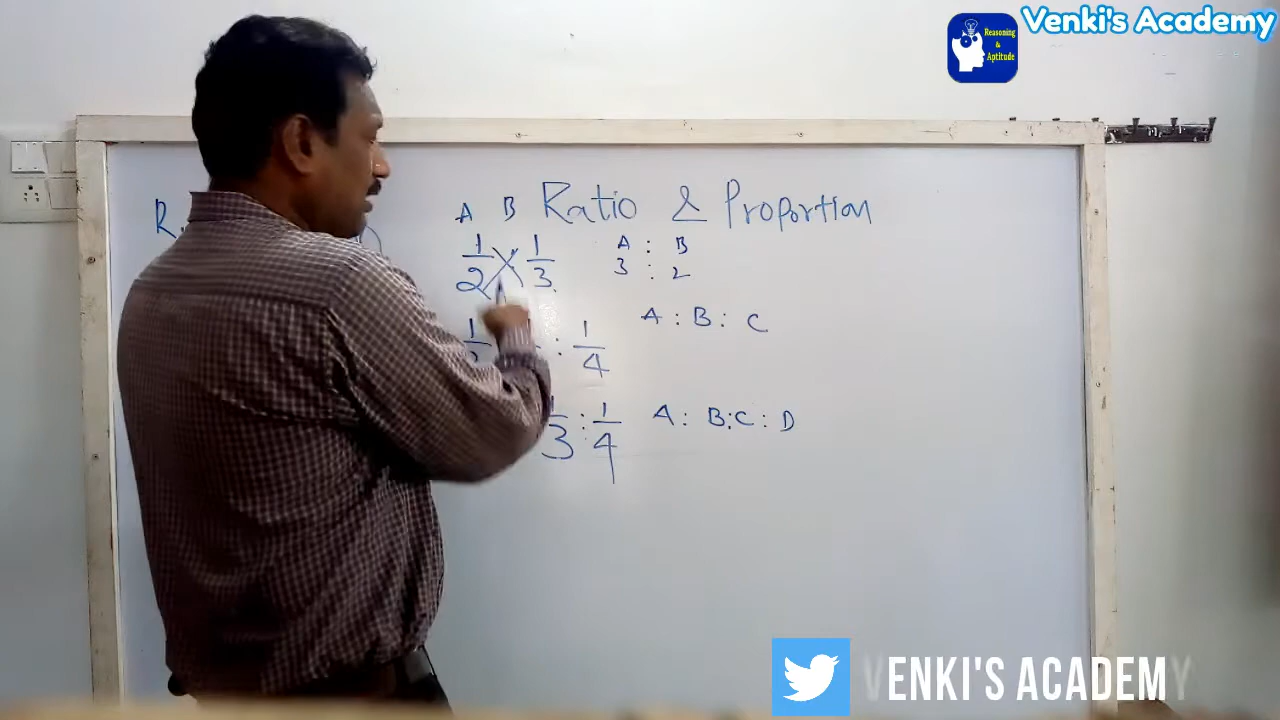 Venki's Academy
Reasoning
&
Aptitude
Ratio & Proportion
A B
1/2 1/3
A : B
3 : 2
: 1/4
A : B : C
1/3 : 1/4
A : B : C : D
VENKI'S ACADEMY